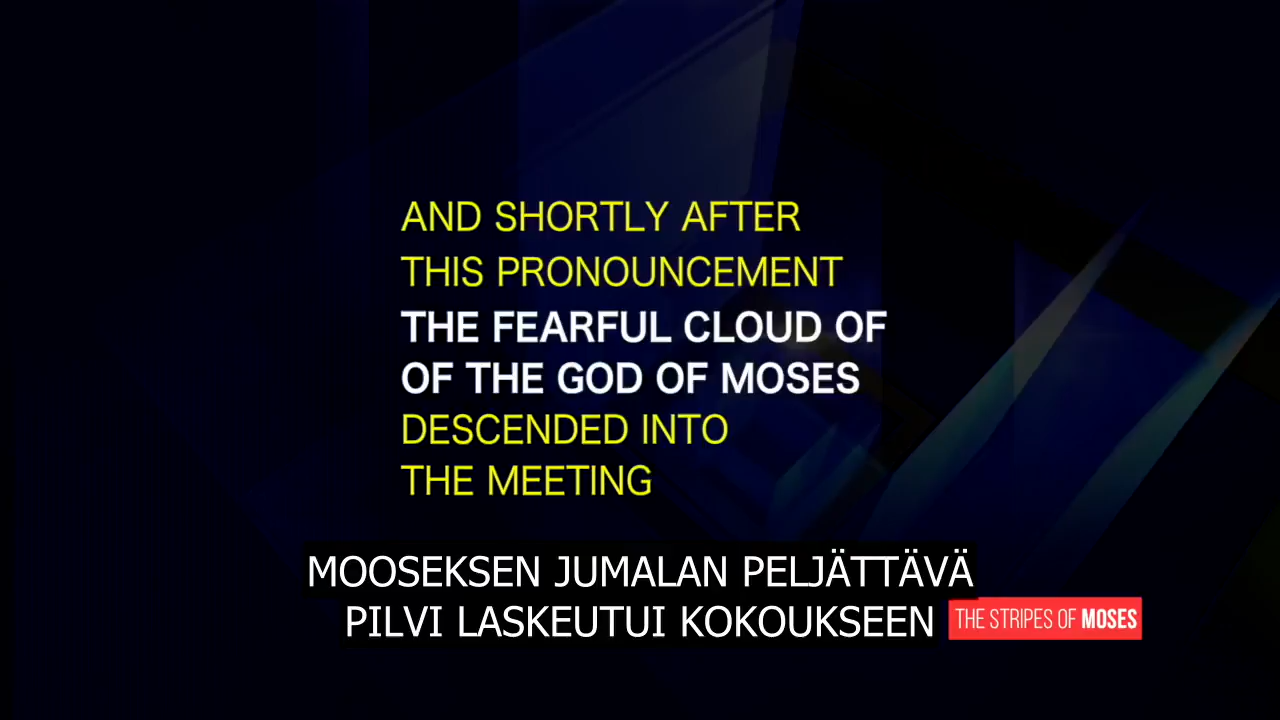 AND SHORTLY AFTER
THIS PRONOUNCEMENT
THE FEARFUL CLOUD OF
OF THE GOD OF MOSES
DESCENDED INTO
THE MEETING
MOOSEKSEN JUMALAN PELJÄTTÄVÄ
PILVI LASKEUTUI KOKOUKSEEN
THE STRIPES OF MOSES